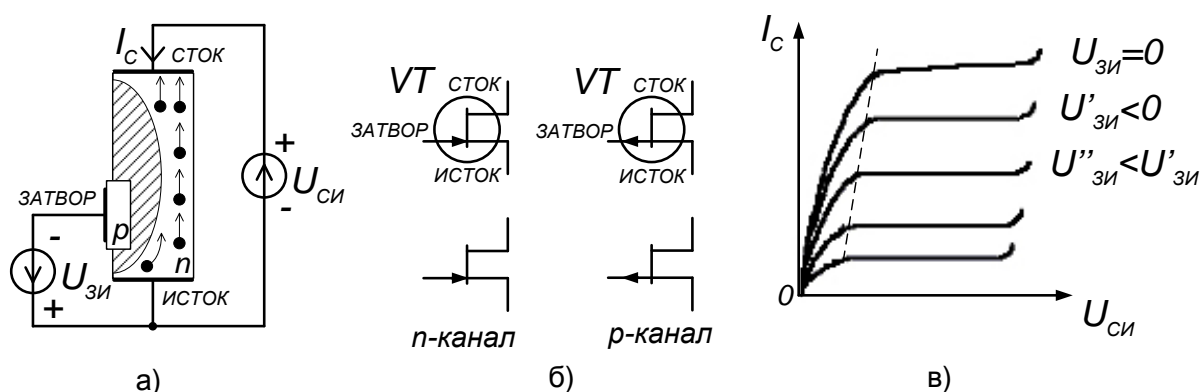 I_C
СТОК
+
U_СИ
-
ЗАТВОР
p
n
-
U_ЗИ
+
ИСТОК
а)
VT
СТОК
ЗАТВОР
ИСТОК
VT
СТОК
ЗАТВОР
ИСТОК
n-канал
p-канал
б)
I_C
U_ЗИ=0
U'_ЗИ<0
U''_ЗИ<U'_ЗИ
0
U_СИ
в)